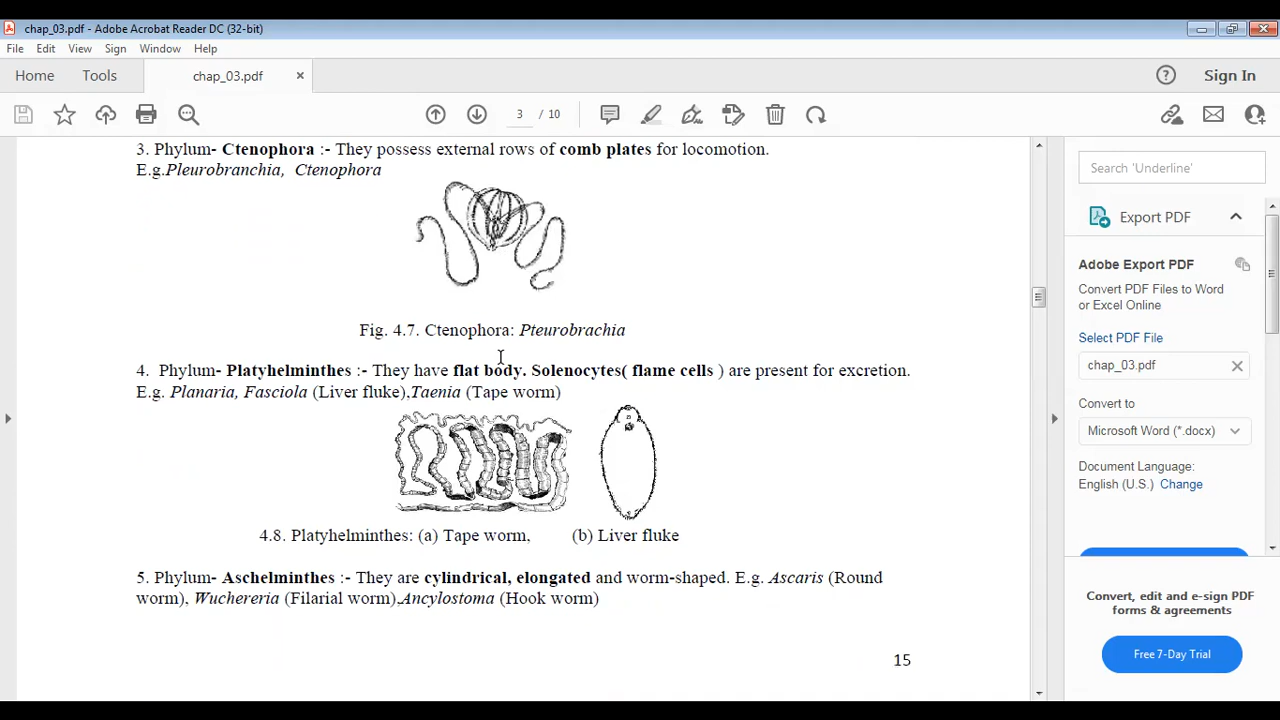 chap_03.pdf - Adobe Acrobat Reader DC (32-bit)
File Edit View Sign Window Help
Home Tools chap_03.pdf × Sign In
3 / 10
3. Phylum- Ctenophora :- They possess external rows of comb plates for locomotion.
E.g.Pleurobranchia, Ctenophora
Fig. 4.7. Ctenophora: Pteurobrachia
4. Phylum- Platyhelminthes :- They have flat body. Solenocytes( flame cells ) are present for excretion.
E.g. Planaria, Fasciola (Liver fluke),Taenia (Tape worm)
4.8. Platyhelminthes: (a) Tape worm, (b) Liver fluke
5. Phylum- Aschelminthes :- They are cylindrical, elongated and worm-shaped. E.g. Ascaris (Round
worm), Wuchereria (Filarial worm),Ancylostoma (Hook worm)
15
Search 'Underline'
Export PDF
Adobe Export PDF
Convert PDF Files to Word
or Excel Online
Select PDF File
chap_03.pdf
Convert to
Microsoft Word (*.docx)
Document Language:
English (U.S.) Change
Convert, edit and e-sign PDF
forms & agreements
Free 7-Day Trial